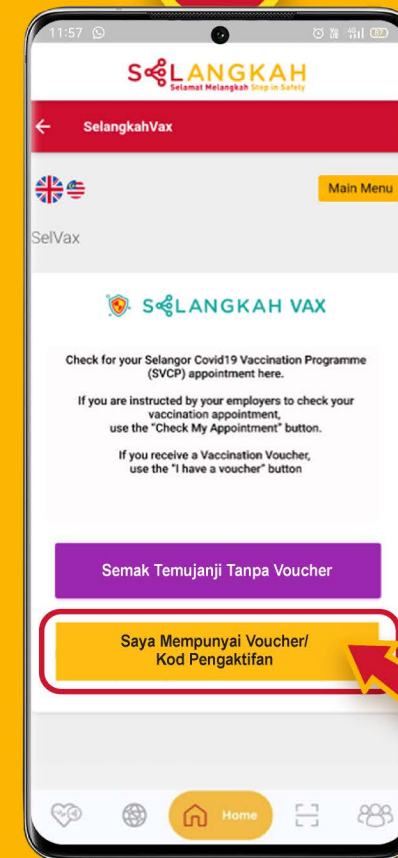 11:57
87
SELANGKAH
Selamat Melangkah Step in Safety
SelangkahVax
Main Menu
SelVax
SELANGKAH VAX
Check for your Selangor Covid19 Vaccination Programme
(SVCP) appointment here.
If you are instructed by your employers to check your
vaccination appointment,
use the "Check My Appointment" button.
If you receive a Vaccination Voucher,
use the "I have a voucher" button
Semak Temujanji Tanpa Voucher
Saya Mempunyai Voucher/
Kod Pengaktifan
Home